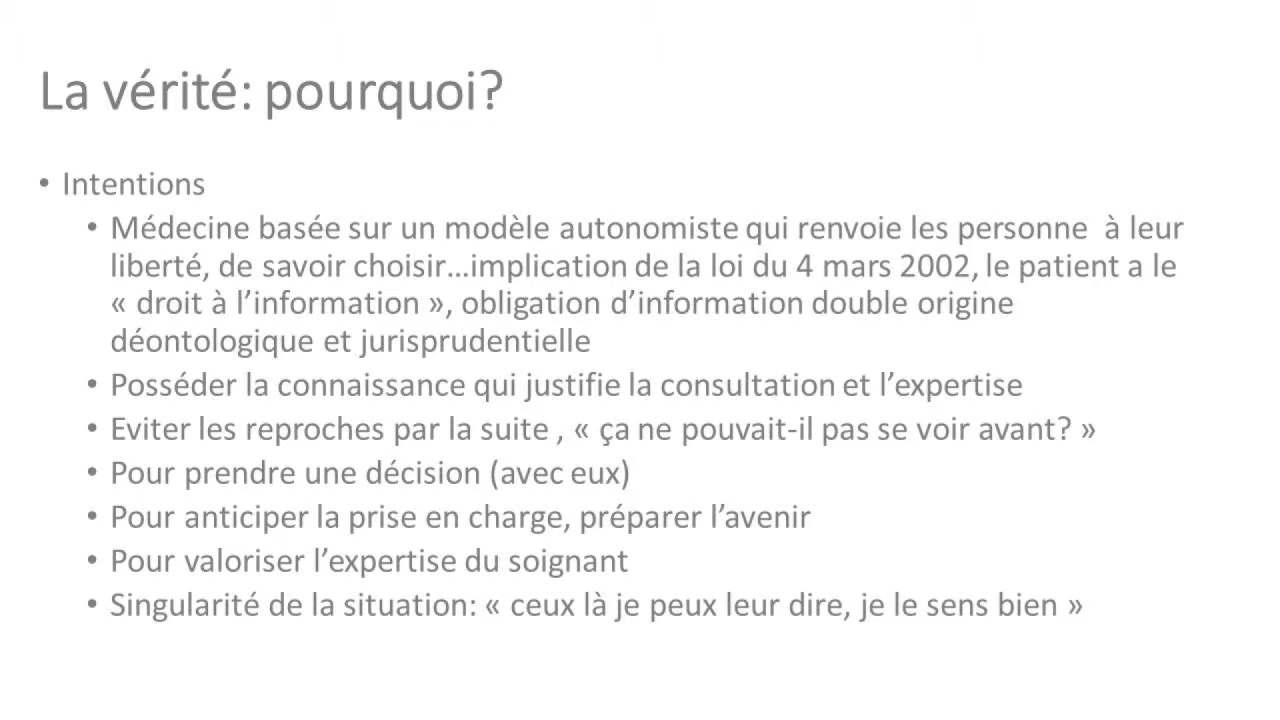 La vérité: pourquoi?
• Intentions
• Médecine basée sur un modèle autonomiste qui renvoie les personne à leur
liberté, de savoir choisir…implication de la loi du 4 mars 2002, le patient a le
« droit à l’information », obligation d’information double origine
déontologique et jurisprudentielle
• Posséder la connaissance qui justifie la consultation et l’expertise
• Eviter les reproches par la suite , « ça ne pouvait-il pas se voir avant? »
• Pour prendre une décision (avec eux)
• Pour anticiper la prise en charge, préparer l’avenir
• Pour valoriser l’expertise du soignant
• Singularité de la situation: « ceux là je peux leur dire, je le sens bien »